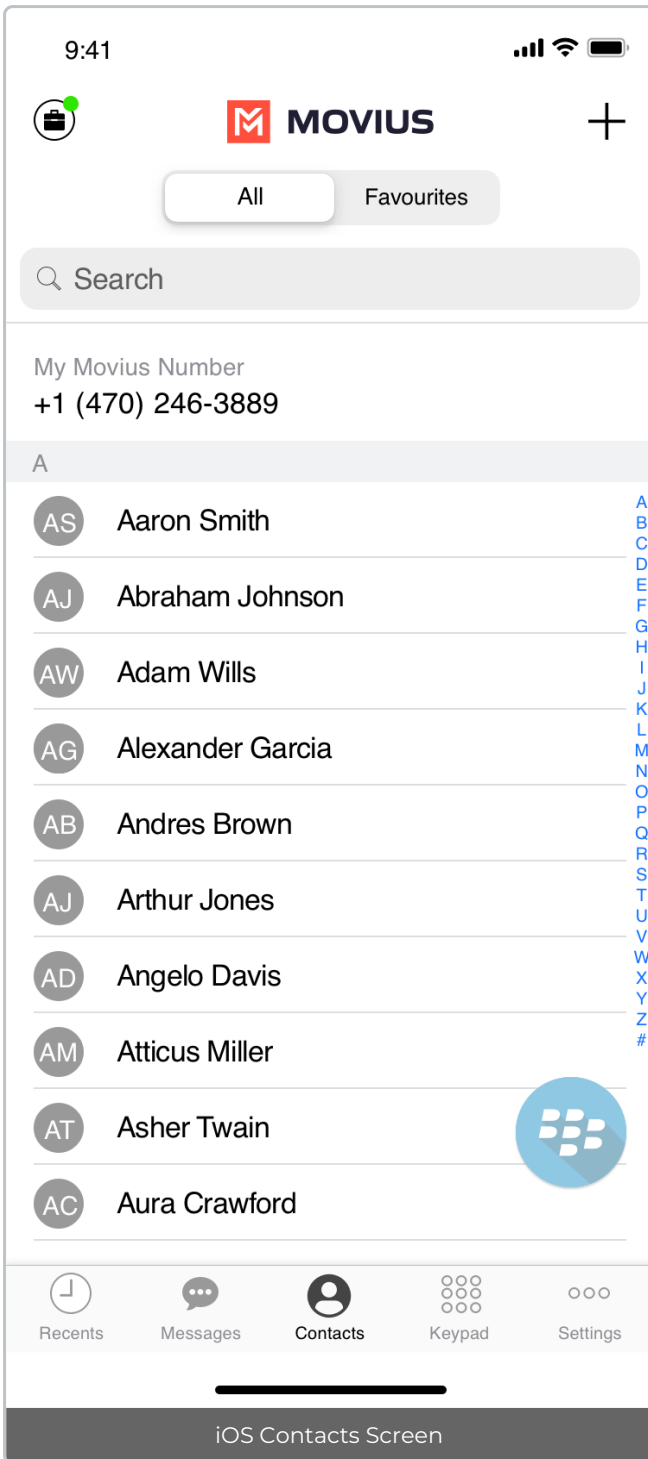 9:41
MOVIUS
All Favourites
Search
My Movius Number
+1 (470) 246-3889
A
AS Aaron Smith
AJ Abraham Johnson
AW Adam Wills
AG Alexander Garcia
AB Andres Brown
AJ Arthur Jones
AD Angelo Davis
AM Atticus Miller
AT Asher Twain
AC Aura Crawford
A
B
C
D
E
F
G
H
I
J
K
L
M
N
O
P
Q
R
S
T
U
V
W
X
Y
Z
#
Recents Messages Contacts Keypad Settings
iOS Contacts Screen